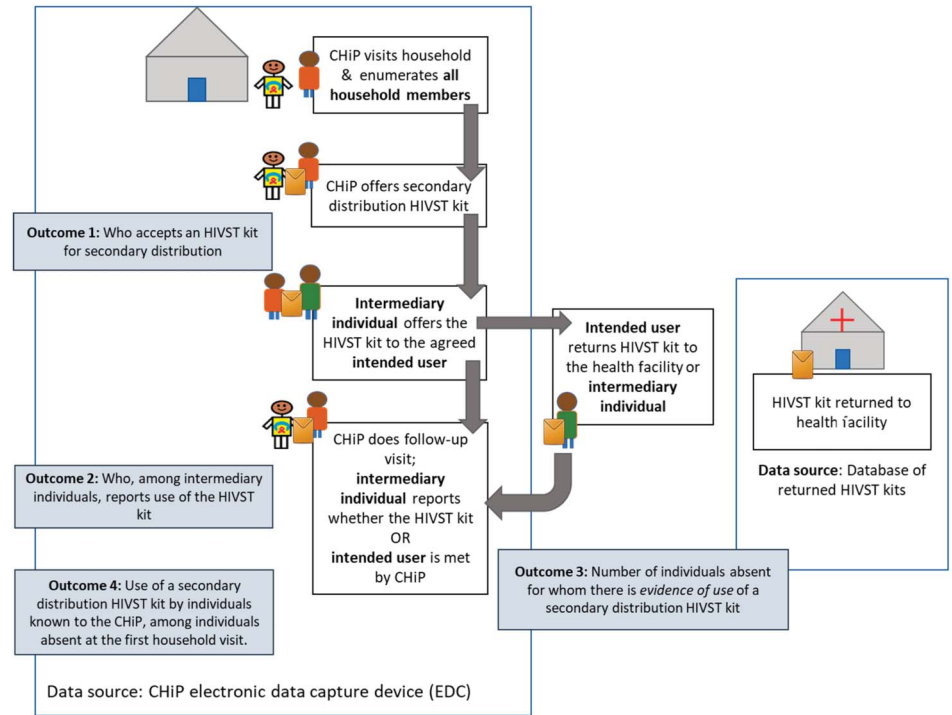 CHiP visits household
& enumerates all
household members
CHiP offers secondary
distribution HIVST kit
Outcome 1: Who accepts an HIVST kit
for secondary distribution
Intermediary
individual offers the
HIVST kit to the agreed
intended user
Intended user
returns HIVST kit to
the health facility or
intermediary
individual
HIVST kit returned to
health facility
Data source: Database of
returned HIVST kits
CHiP does follow-up
visit;
intermediary
individual reports
whether the HIVST kit
OR
intended user is met
by CHiP
Outcome 2: Who, among intermediary
individuals, reports use of the HIVST
kit
Outcome 3: Number of individuals absent
for whom there is evidence of use of a
secondary distribution HIVST kit
Outcome 4: Use of a secondary
distribution HIVST kit by individuals
known to the CHiP, among individuals
absent at the first household visit.
Data source: CHiP electronic data capture device (EDC)